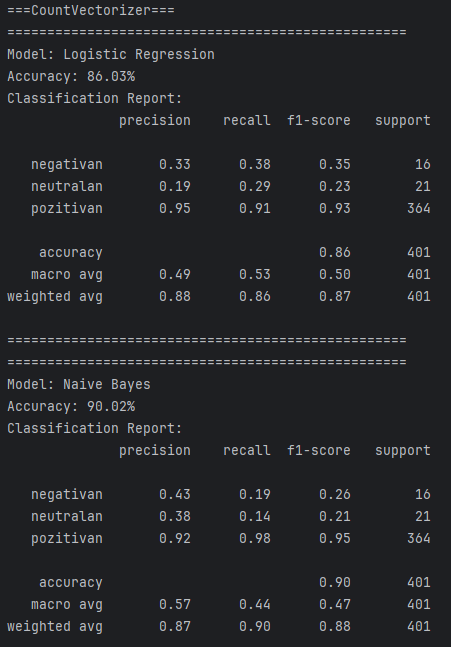 ===CountVectorizer===
==================================================
Model: Logistic Regression
Accuracy: 86.03%
Classification Report:
              precision    recall  f1-score   support

   negativan       0.33      0.38      0.35        16
   neutralan       0.19      0.29      0.23        21
   pozitivan       0.95      0.91      0.93       364

    accuracy                           0.86       401
   macro avg       0.49      0.53      0.50       401
weighted avg       0.88      0.86      0.87       401

==================================================
==================================================
Model: Naive Bayes
Accuracy: 90.02%
Classification Report:
              precision    recall  f1-score   support

   negativan       0.43      0.19      0.26        16
   neutralan       0.38      0.14      0.21        21
   pozitivan       0.92      0.98      0.95       364

    accuracy                           0.90       401
   macro avg       0.57      0.44      0.47       401
weighted avg       0.87      0.90      0.88       401